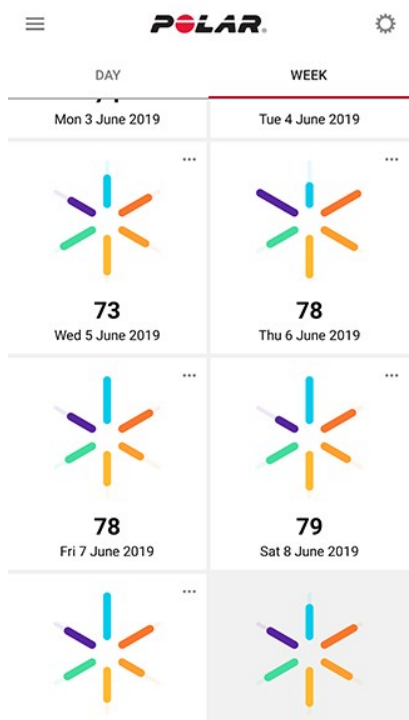 POLAR.
DAY WEEK
Mon 3 June 2019 Tue 4 June 2019
73 78
Wed 5 June 2019 Thu 6 June 2019
78 79
Fri 7 June 2019 Sat 8 June 2019